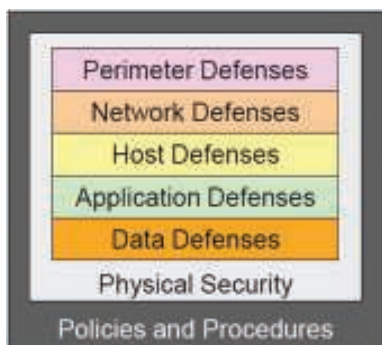 Perimeter Defenses
Network Defenses
Host Defenses
Application Defenses
Data Defenses
Physical Security
Policies and Procedures